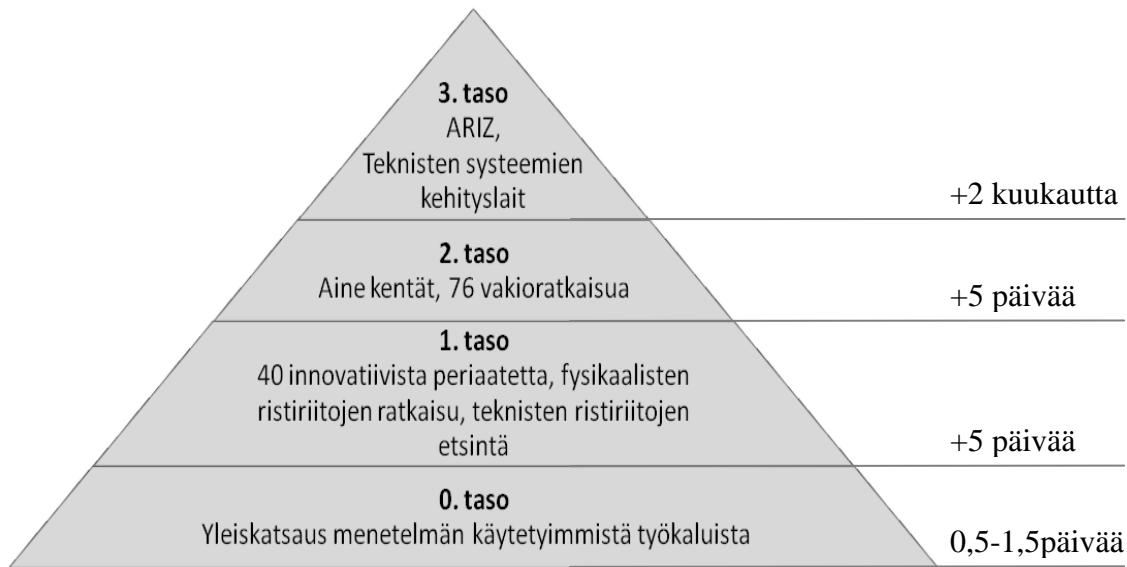 3. taso
ARIZ,
Teknisten systeemien
kehityslait
+2 kuukautta
2. taso
Aine kentät, 76 vakioratkaisua
+5 päivää
1. taso
40 innovatiivista periaatetta, fysikaalisten
ristiriitojen ratkaisu, teknisten ristiriitojen
etsintä
+5 päivää
0. taso
Yleiskatsaus menetelmän käytetyimmistä työkaluista
0,5-1,5päivää